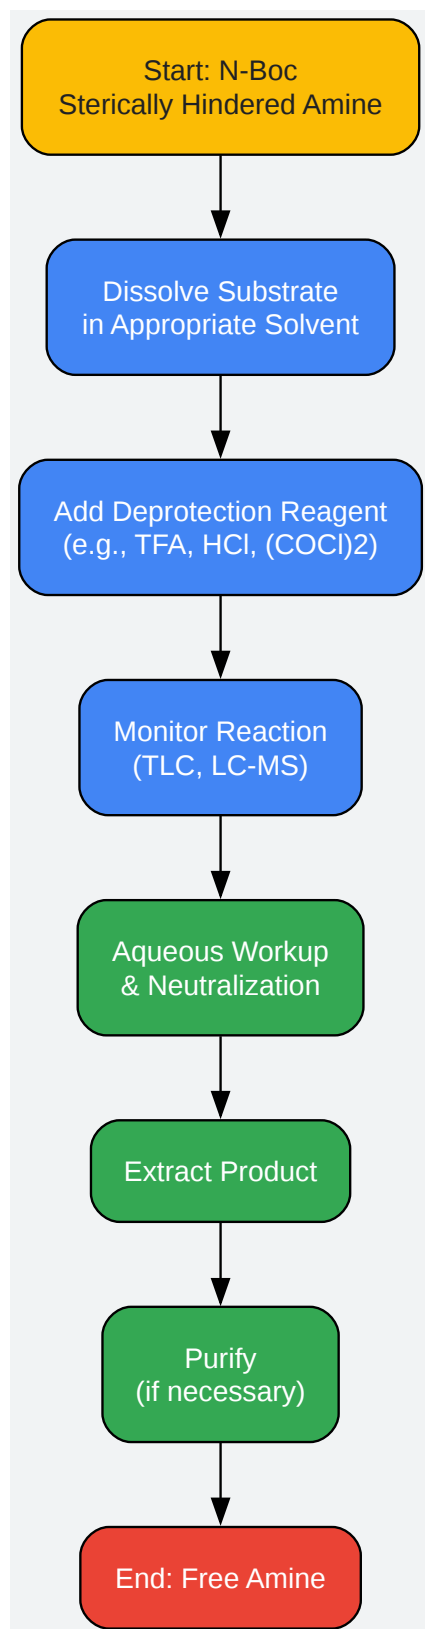 Start: N-Boc
Sterically Hindered Amine
Dissolve Substrate
in Appropriate Solvent
Add Deprotection Reagent
(e.g., TFA, HCl, (COCl)2)
Monitor Reaction
(TLC, LC-MS)
Aqueous Workup
& Neutralization
Extract Product
Purify
(if necessary)
End: Free Amine